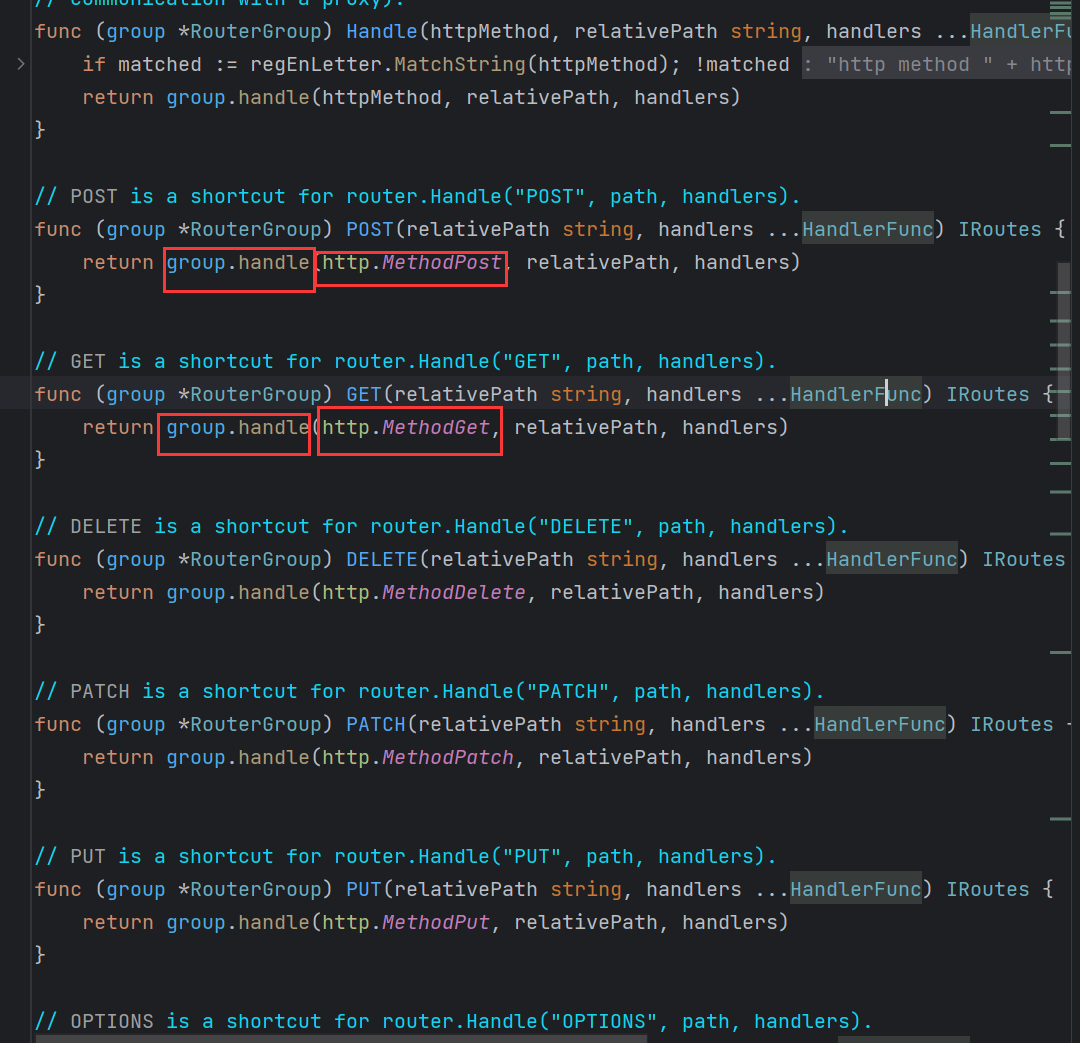 // communication with a proxy).
func (group *RouterGroup) Handle(httpMethod, relativePath string, handlers ...HandlerFu
if matched := regEnLetter.MatchString(httpMethod); !matched : "http method " + http
return group.handle(httpMethod, relativePath, handlers)
}
// POST is a shortcut for router.Handle("POST", path, handlers).
func (group *RouterGroup) POST(relativePath string, handlers ...HandlerFunc) IRoutes {
return group.handle(http.MethodPost, relativePath, handlers)
}
// GET is a shortcut for router.Handle("GET", path, handlers).
func (group *RouterGroup) GET(relativePath string, handlers ...HandlerFunc) IRoutes {
return group.handle(http.MethodGet, relativePath, handlers)
}
// DELETE is a shortcut for router.Handle("DELETE", path, handlers).
func (group *RouterGroup) DELETE(relativePath string, handlers ...HandlerFunc) IRoutes
return group.handle(http.MethodDelete, relativePath, handlers)
}
// PATCH is a shortcut for router.Handle("PATCH", path, handlers).
func (group *RouterGroup) PATCH(relativePath string, handlers ...HandlerFunc) IRoutes
return group.handle(http.MethodPatch, relativePath, handlers)
}
// PUT is a shortcut for router.Handle("PUT", path, handlers).
func (group *RouterGroup) PUT(relativePath string, handlers ...HandlerFunc) IRoutes {
return group.handle(http.MethodPut, relativePath, handlers)
}
// OPTIONS is a shortcut for router.Handle("OPTIONS", path, handlers).